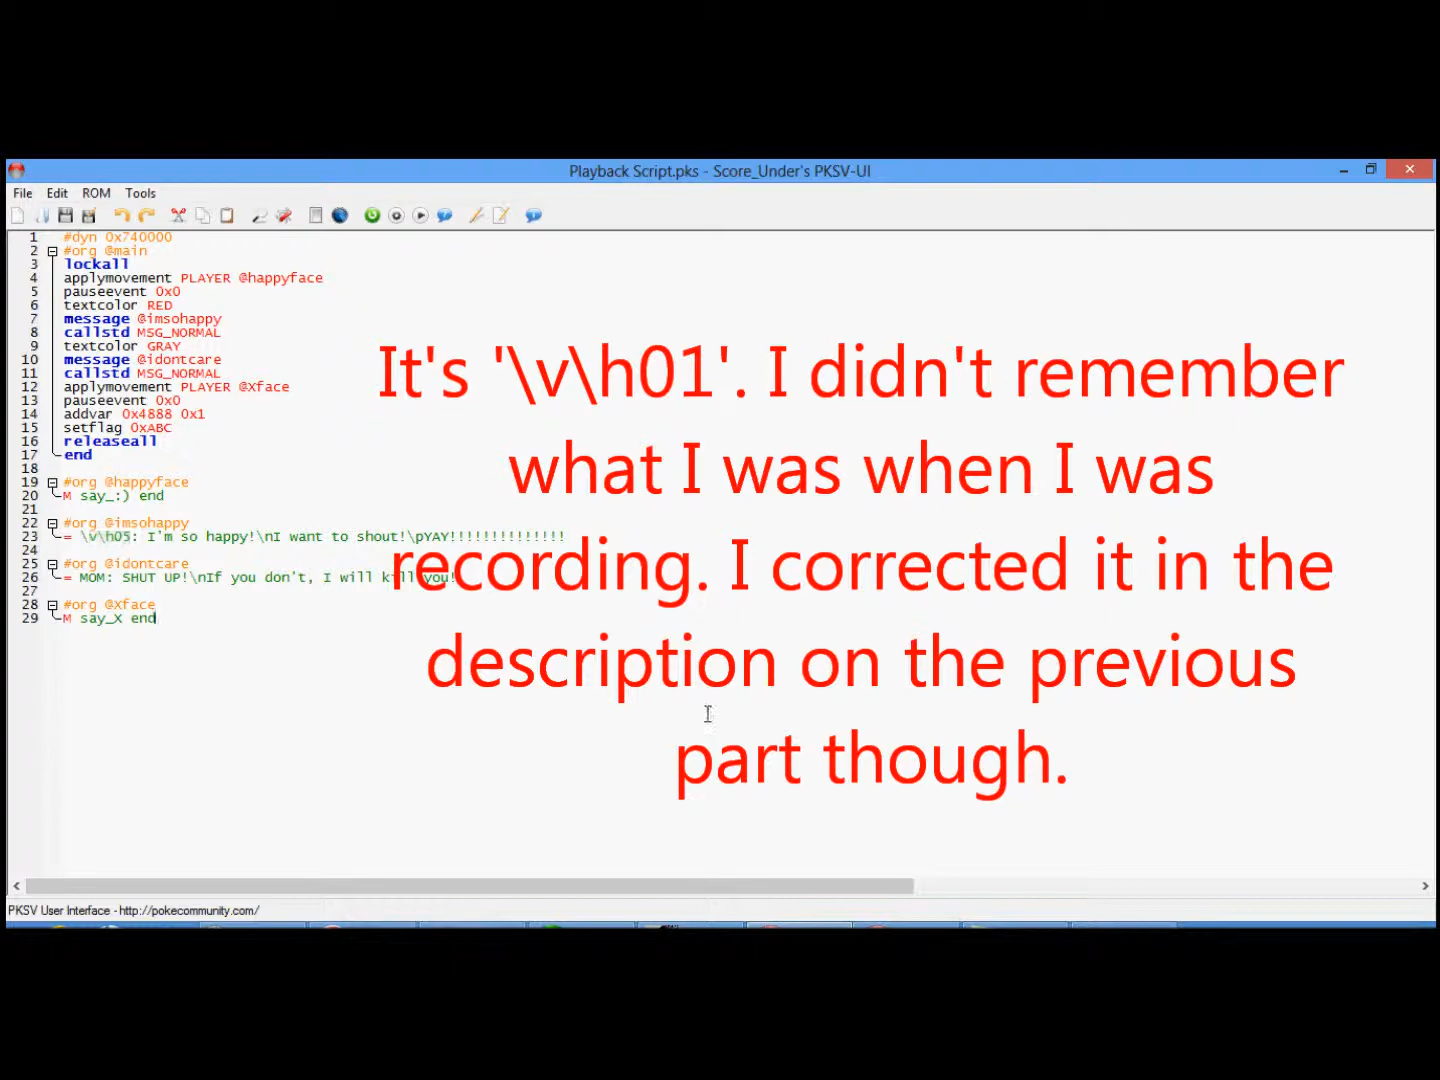 Playback Script.pks - Score_Under's PKSV-UI
File Edit ROM Tools
1 #dyn 0x740000
2 #org @main
3 lockall
4 applymovement PLAYER @happyface
5 pauseevent 0x0
6 textcolor RED
7 message @imsohappy
8 callstd MSG_NORMAL
9 textcolor GRAY
10 message @idontcare
11 callstd MSG_NORMAL
12 applymovement PLAYER @Xface
13 pauseevent 0x0
14 addvar 0x4888 0x1
15 setflag 0xABC
16 releaseall
17 end
18
19 #org @happyface
20 M say_:) end
21
22 #org @imsohappy
23 = \v\h05: I'm so happy!\nI want to shout!\pYAY!!!!!!!!!!!!!!
24
25 #org @idontcare
26 = MOM: SHUT UP!\nIf you don't, I will kill you!
27
28 #org @Xface
29 M say_X end
It's '\v\h01'. I didn't remember
what I was when I was
recording. I corrected it in the
description on the previous
part though.
PKSV User Interface - http://pokecommunity.com/